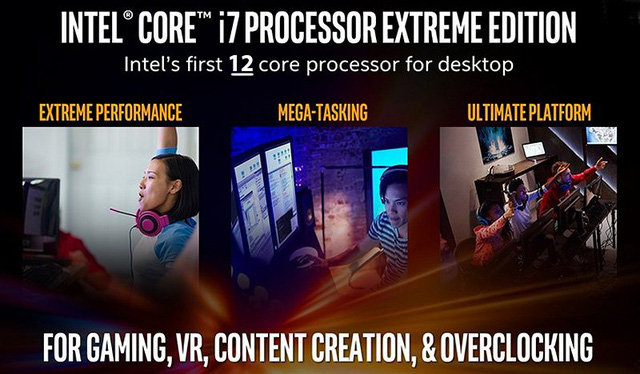 INTEL® CORE™ i7 PROCESSOR EXTREME EDITION
Intel's first 12 core processor for desktop
EXTREME PERFORMANCE
MEGA-TASKING
ULTIMATE PLATFORM
FOR GAMING, VR, CONTENT CREATION, & OVERCLOCKING